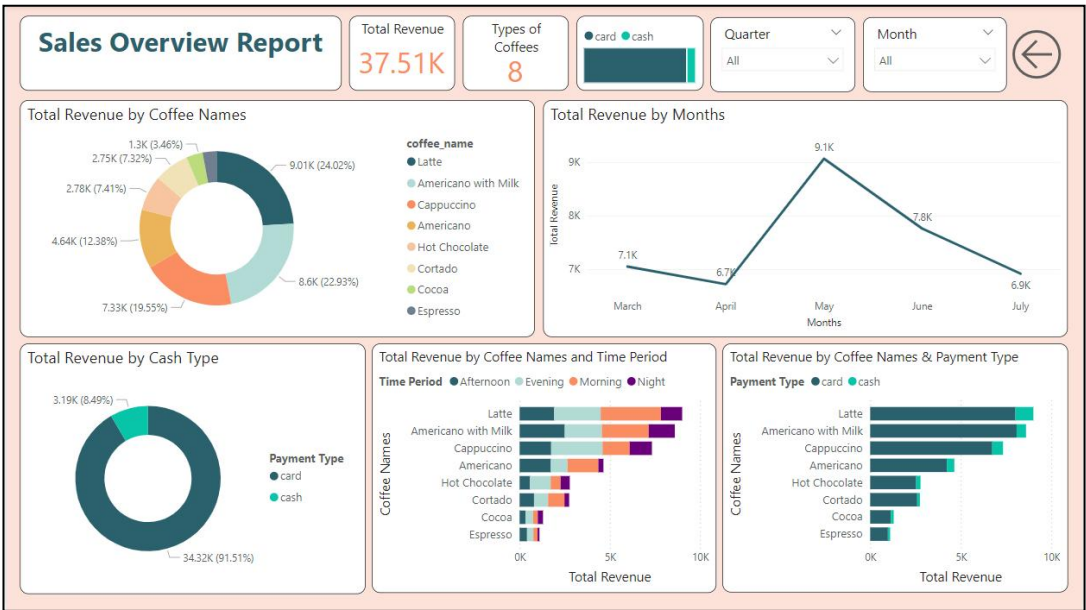 Sales Overview Report
Total Revenue
37.51K
Types of
Coffees
8
card cash
Quarter
All
Month
All
Total Revenue by Coffee Names
1.3K (3.46%)
2.75K (7.32%)
2.78K (7.41%)
4.64K (12.38%)
7.33K (19.55%)
9.01K (24.02%)
8.6K (22.93%)
coffee_name
Latte
Americano with Milk
Cappuccino
Americano
Hot Chocolate
Cortado
Cocoa
Espresso
Total Revenue by Months
Total Revenue
9K
8K
7K
7.1K
6.7K
9.1K
7.8K
6.9K
March April May June July
Months
Total Revenue by Cash Type
3.19K (8.49%)
34.32K (91.51%)
Payment Type
card
cash
Total Revenue by Coffee Names and Time Period
Time Period Afternoon Evening Morning Night
Coffee Names
Latte
Americano with Milk
Cappuccino
Americano
Hot Chocolate
Cortado
Cocoa
Espresso
0K 5K 10K
Total Revenue
Total Revenue by Coffee Names & Payment Type
Payment Type card cash
Coffee Names
Latte
Americano with Milk
Cappuccino
Americano
Hot Chocolate
Cortado
Cocoa
Espresso
0K 5K 10K
Total Revenue